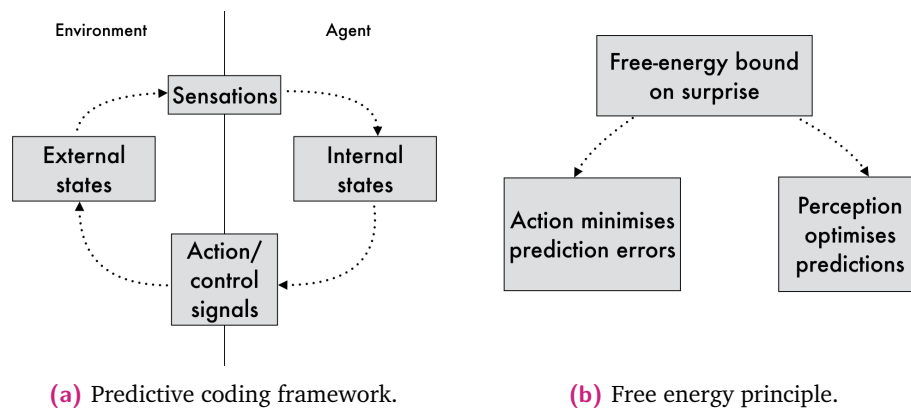 Environment
Agent
Sensations
External
states
Internal
states
Action/
control
signals
(a) Predictive coding framework.
Free-energy bound
on surprise
Action minimises
prediction errors
Perception
optimises
predictions
(b) Free energy principle.